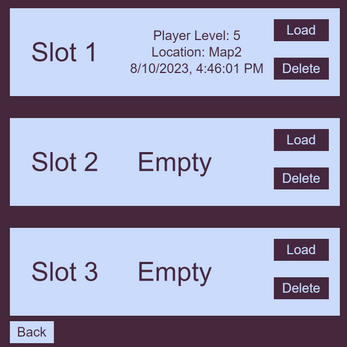 Slot 1
Player Level: 5
Location: Map2
8/10/2023, 4:46:01 PM
Load
Delete
Slot 2
Empty
Load
Delete
Slot 3
Empty
Load
Delete
Back